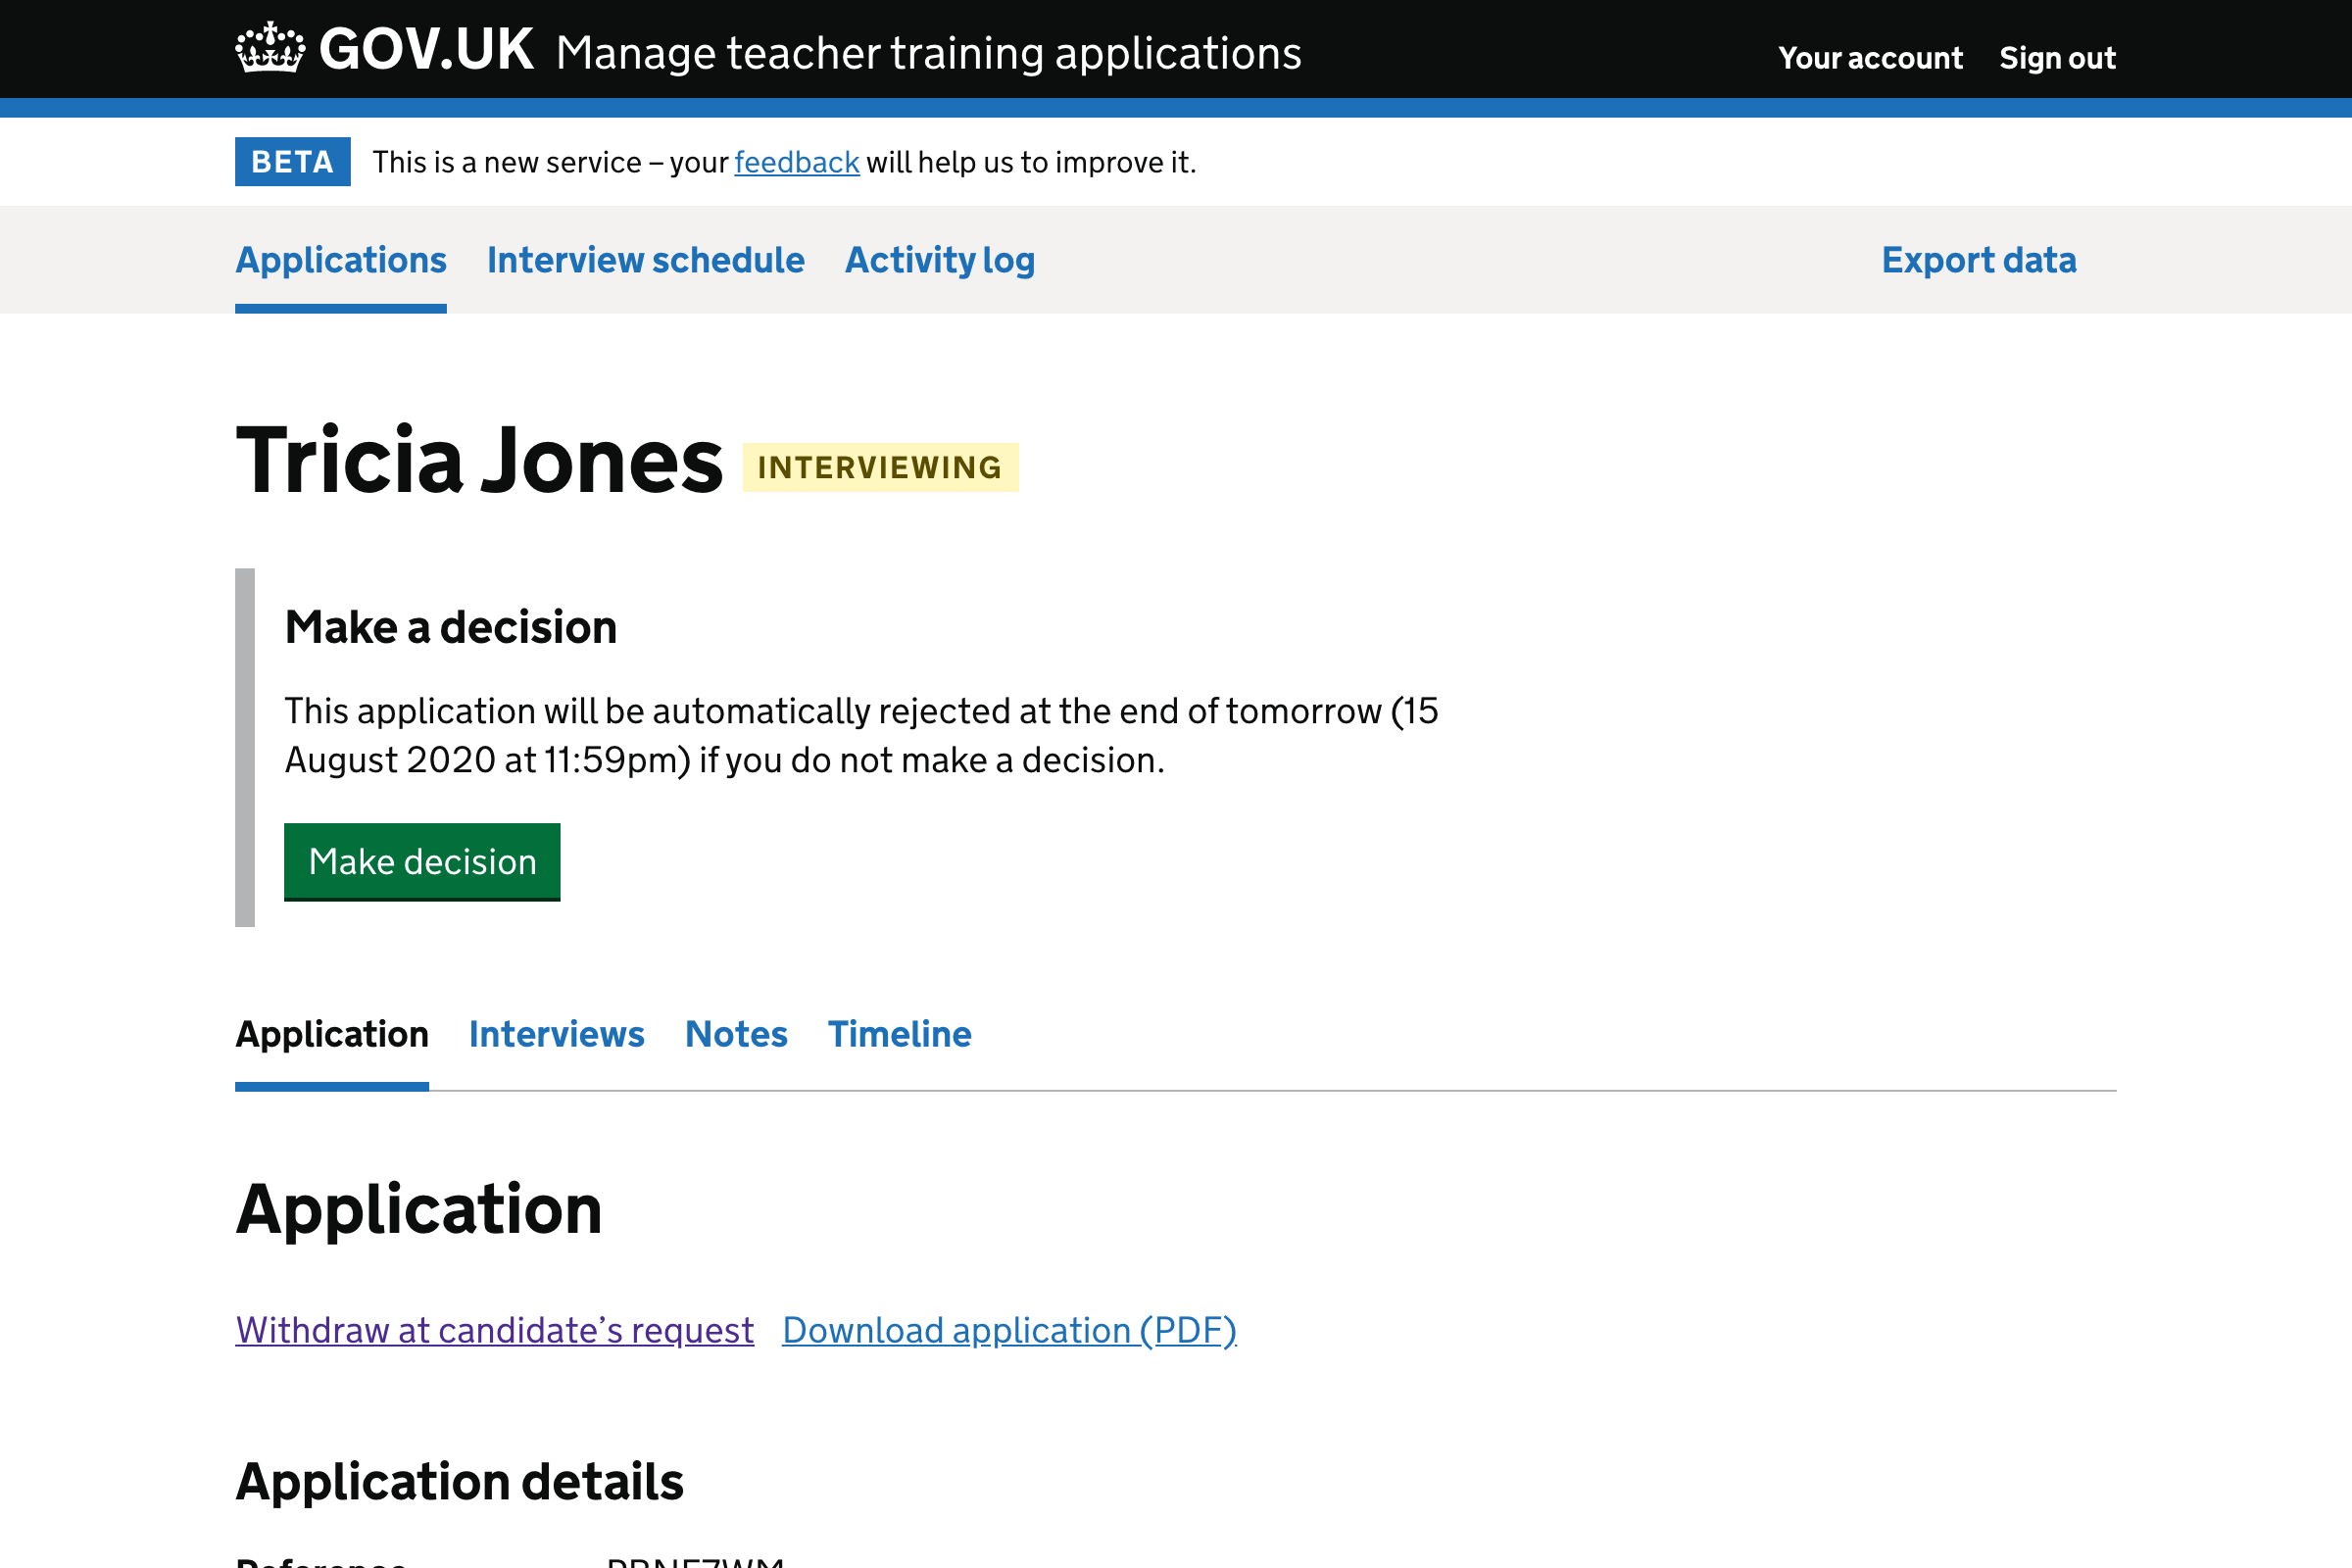 GOV.UK Manage teacher training applications Your account Sign out
BETA This is a new service – your feedback will help us to improve it.
Applications Interview schedule Activity log Export data
Tricia Jones INTERVIEWING
Make a decision
This application will be automatically rejected at the end of tomorrow (15
August 2020 at 11:59pm) if you do not make a decision.
Make decision
Application Interviews Notes Timeline
Application
Withdraw at candidate’s request Download application (PDF)
Application details
Reference